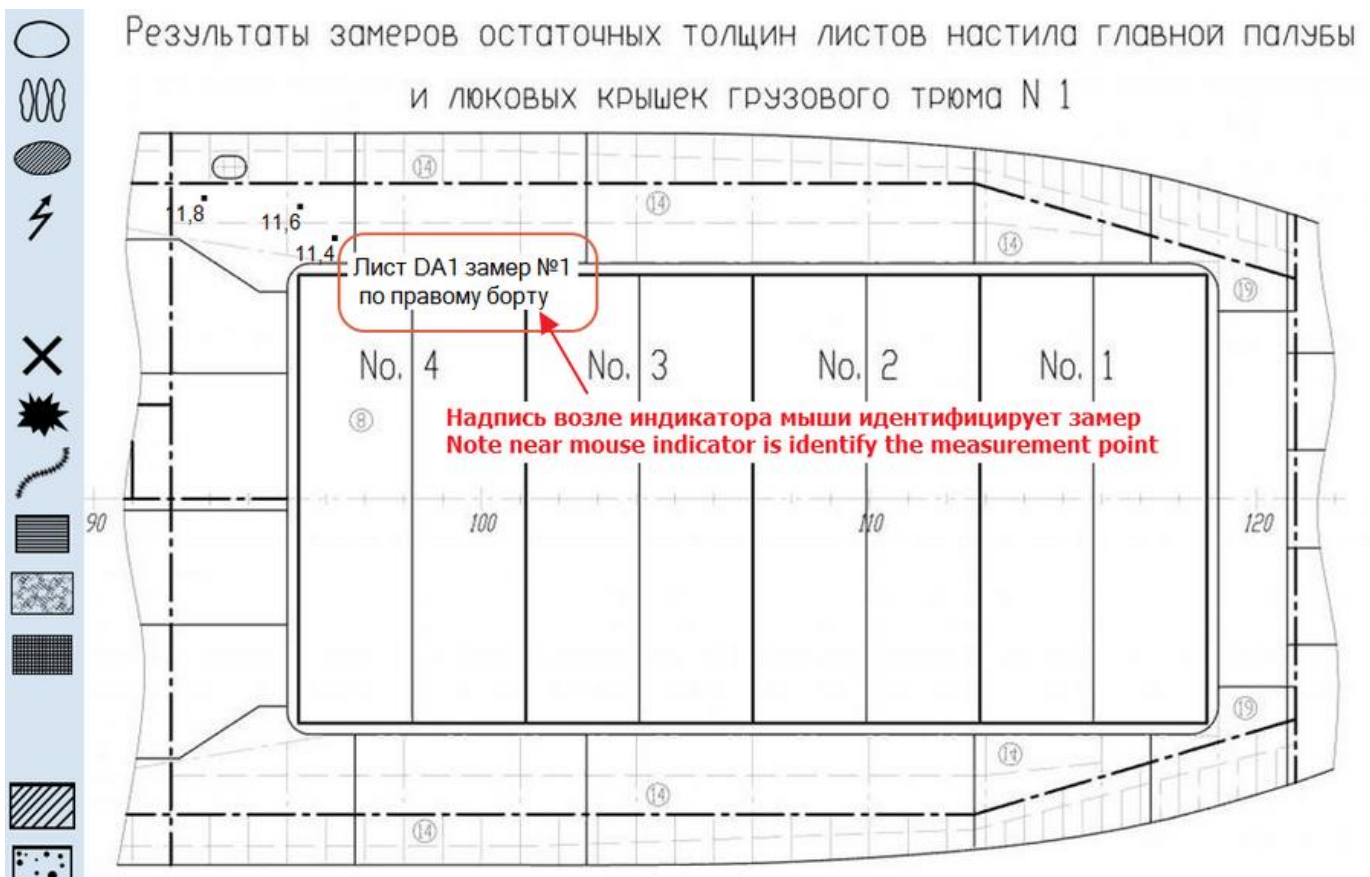 Результаты замеров остаточных толщин листов настила главной палубы
и люковых крышек грузового трюма N 1
14
14
11,8
11,6
14
11,4
Лист DA1 замер №1
по правому борту
19
No. 4
No. 3
No. 2
No. 1
8
Надпись возле индикатора мыши идентифицирует замер
Note near mouse indicator is identify the measurement point
90
100
110
120
19
14
14
14